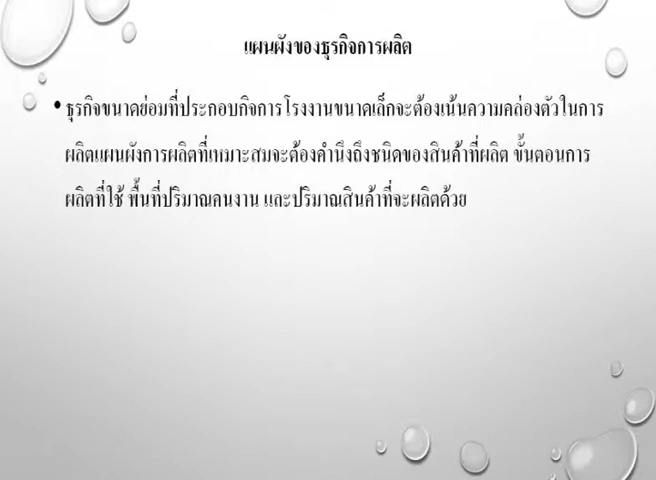 แผนผังของธุรกิจการผลิต
• ธุรกิจขนาดย่อมที่ประกอบกิจการโรงงานขนาดเล็กจะต้องเน้นความคล่องตัวในการ
ผลิตแผนผังการผลิตที่เหมาะสมจะต้องคำนึงถึงชนิดของสินค้าที่ผลิต ขั้นตอนการ
ผลิตที่ใช้ พื้นที่ปริมาณคนงาน และปริมาณสินค้าที่จะผลิตด้วย